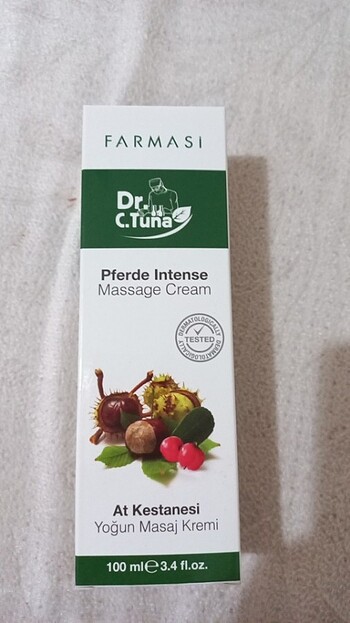 FARMASi
Dr.
C.Tuna
Pferde Intense
Massage Cream
DERMATOLOGICALLY
TESTED
DERMATOLOGICALLY
At Kestanesi
Yoğun Masaj Kremi
100 ml℮3.4 fl.oz.